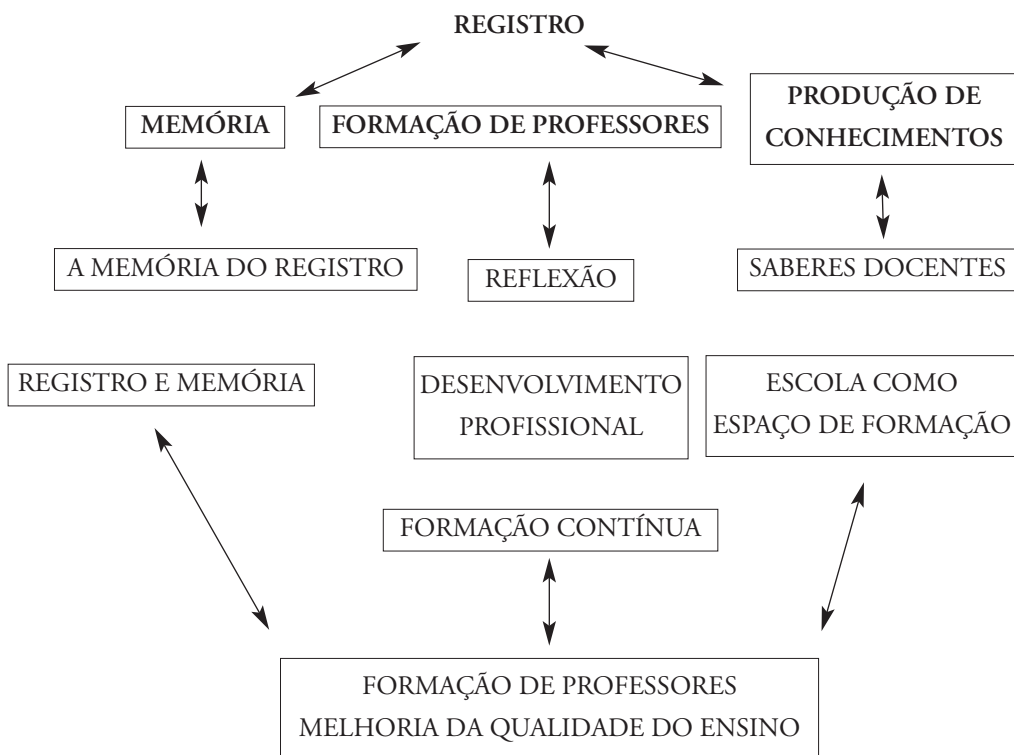 REGISTRO
MEMÓRIA
FORMAÇÃO DE PROFESSORES
PRODUÇÃO DE
CONHECIMENTOS
A MEMÓRIA DO REGISTRO
REFLEXÃO
SABERES DOCENTES
REGISTRO E MEMÓRIA
DESENVOLVIMENTO
PROFISSIONAL
ESCOLA COMO
ESPAÇO DE FORMAÇÃO
FORMAÇÃO CONTÍNUA
FORMAÇÃO DE PROFESSORES
MELHORIA DA QUALIDADE DO ENSINO